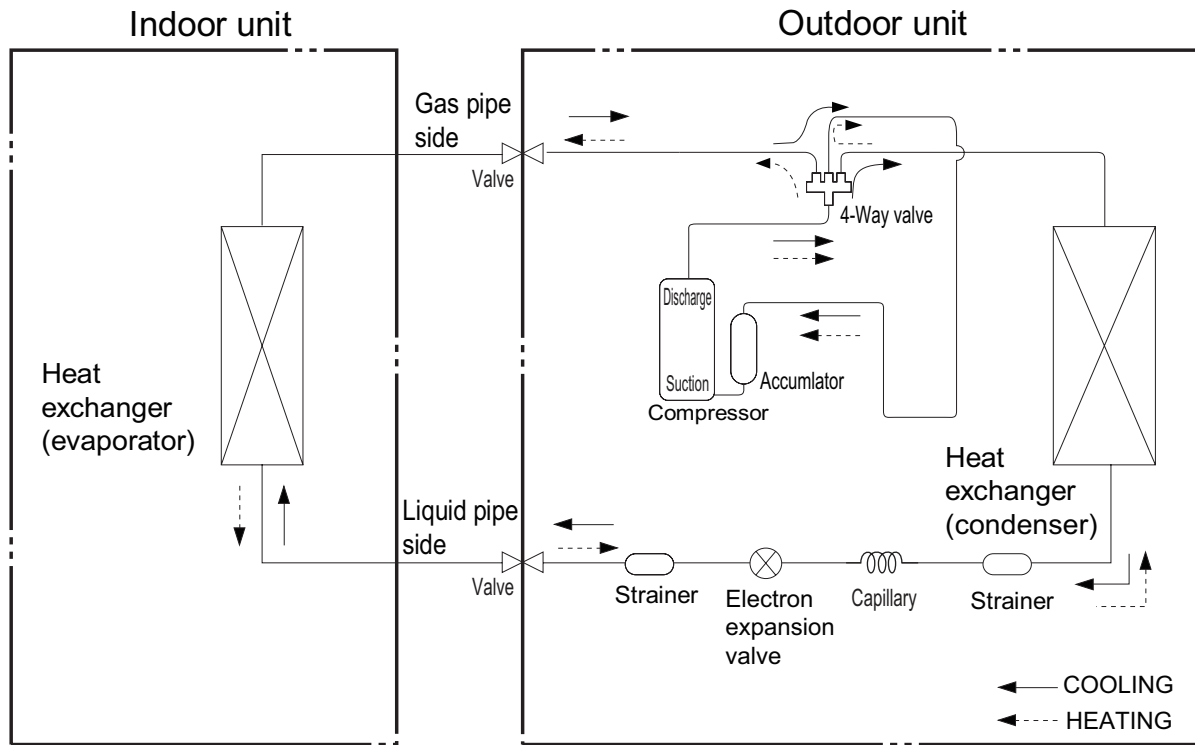 Indoor unit
Outdoor unit
Gas pipe
side
Valve
4-Way valve
Discharge
Suction
Accumlator
Compressor
Heat
exchanger
(evaporator)
Heat
exchanger
(condenser)
Liquid pipe
side
Valve
Strainer
Electron
expansion
valve
Capillary
Strainer
COOLING
HEATING